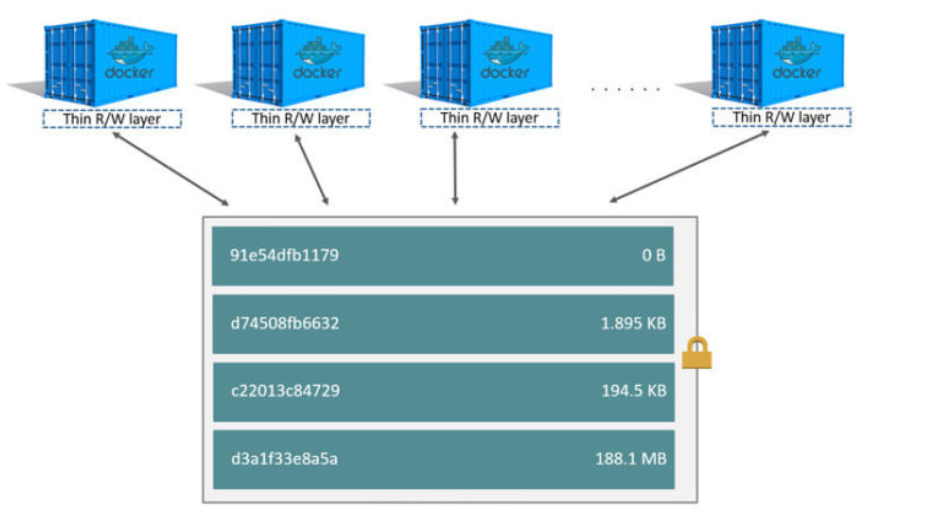 docker
docker
docker
docker
Thin R/W layer
Thin R/W layer
Thin R/W layer
Thin R/W layer
. . . . . .
91e54dfb1179 0 B
d74508fb6632 1.895 KB
c22013c84729 194.5 KB
d3a1f33e8a5a 188.1 MB